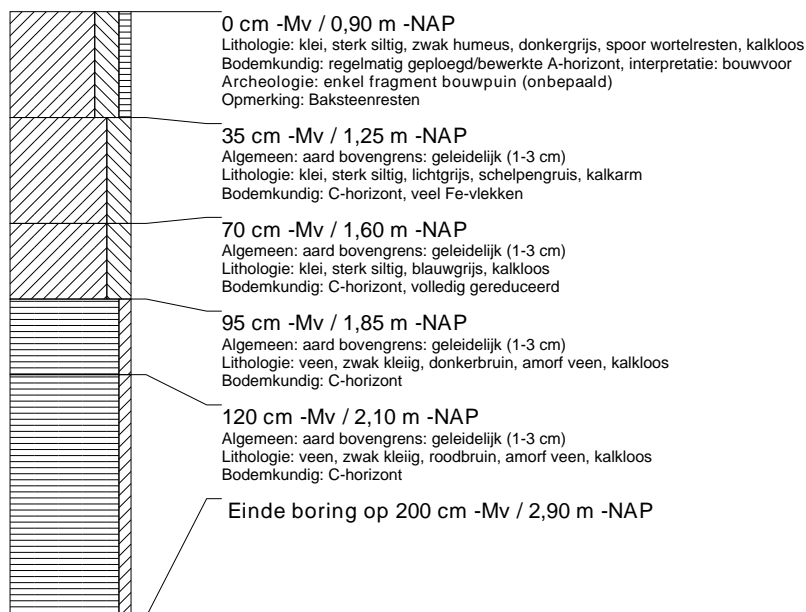 0 cm -Mv / 0,90 m -NAP
Lithologie: klei, sterk siltig, zwak humeus, donkergrijs, spoor wortelresten, kalkloos
Bodemkundig: regelmatig geploegd/bewerkte A-horizont, interpretatie: bouwvoor
Archeologie: enkel fragment bouwpuin (onbepaald)
Opmerking: Baksteenresten
35 cm -Mv / 1,25 m -NAP
Algemeen: aard bovengrens: geleidelijk (1-3 cm)
Lithologie: klei, sterk siltig, lichtgrijs, schelpengruis, kalkarm
Bodemkundig: C-horizont, veel Fe-vlekken
70 cm -Mv / 1,60 m -NAP
Algemeen: aard bovengrens: geleidelijk (1-3 cm)
Lithologie: klei, sterk siltig, blauwgrijs, kalkloos
Bodemkundig: C-horizont, volledig gereduceerd
95 cm -Mv / 1,85 m -NAP
Algemeen: aard bovengrens: geleidelijk (1-3 cm)
Lithologie: veen, zwak kleiig, donkerbruin, amorf veen, kalkloos
Bodemkundig: C-horizont
120 cm -Mv / 2,10 m -NAP
Algemeen: aard bovengrens: geleidelijk (1-3 cm)
Lithologie: veen, zwak kleiig, roodbruin, amorf veen, kalkloos
Bodemkundig: C-horizont
Einde boring op 200 cm -Mv / 2,90 m -NAP